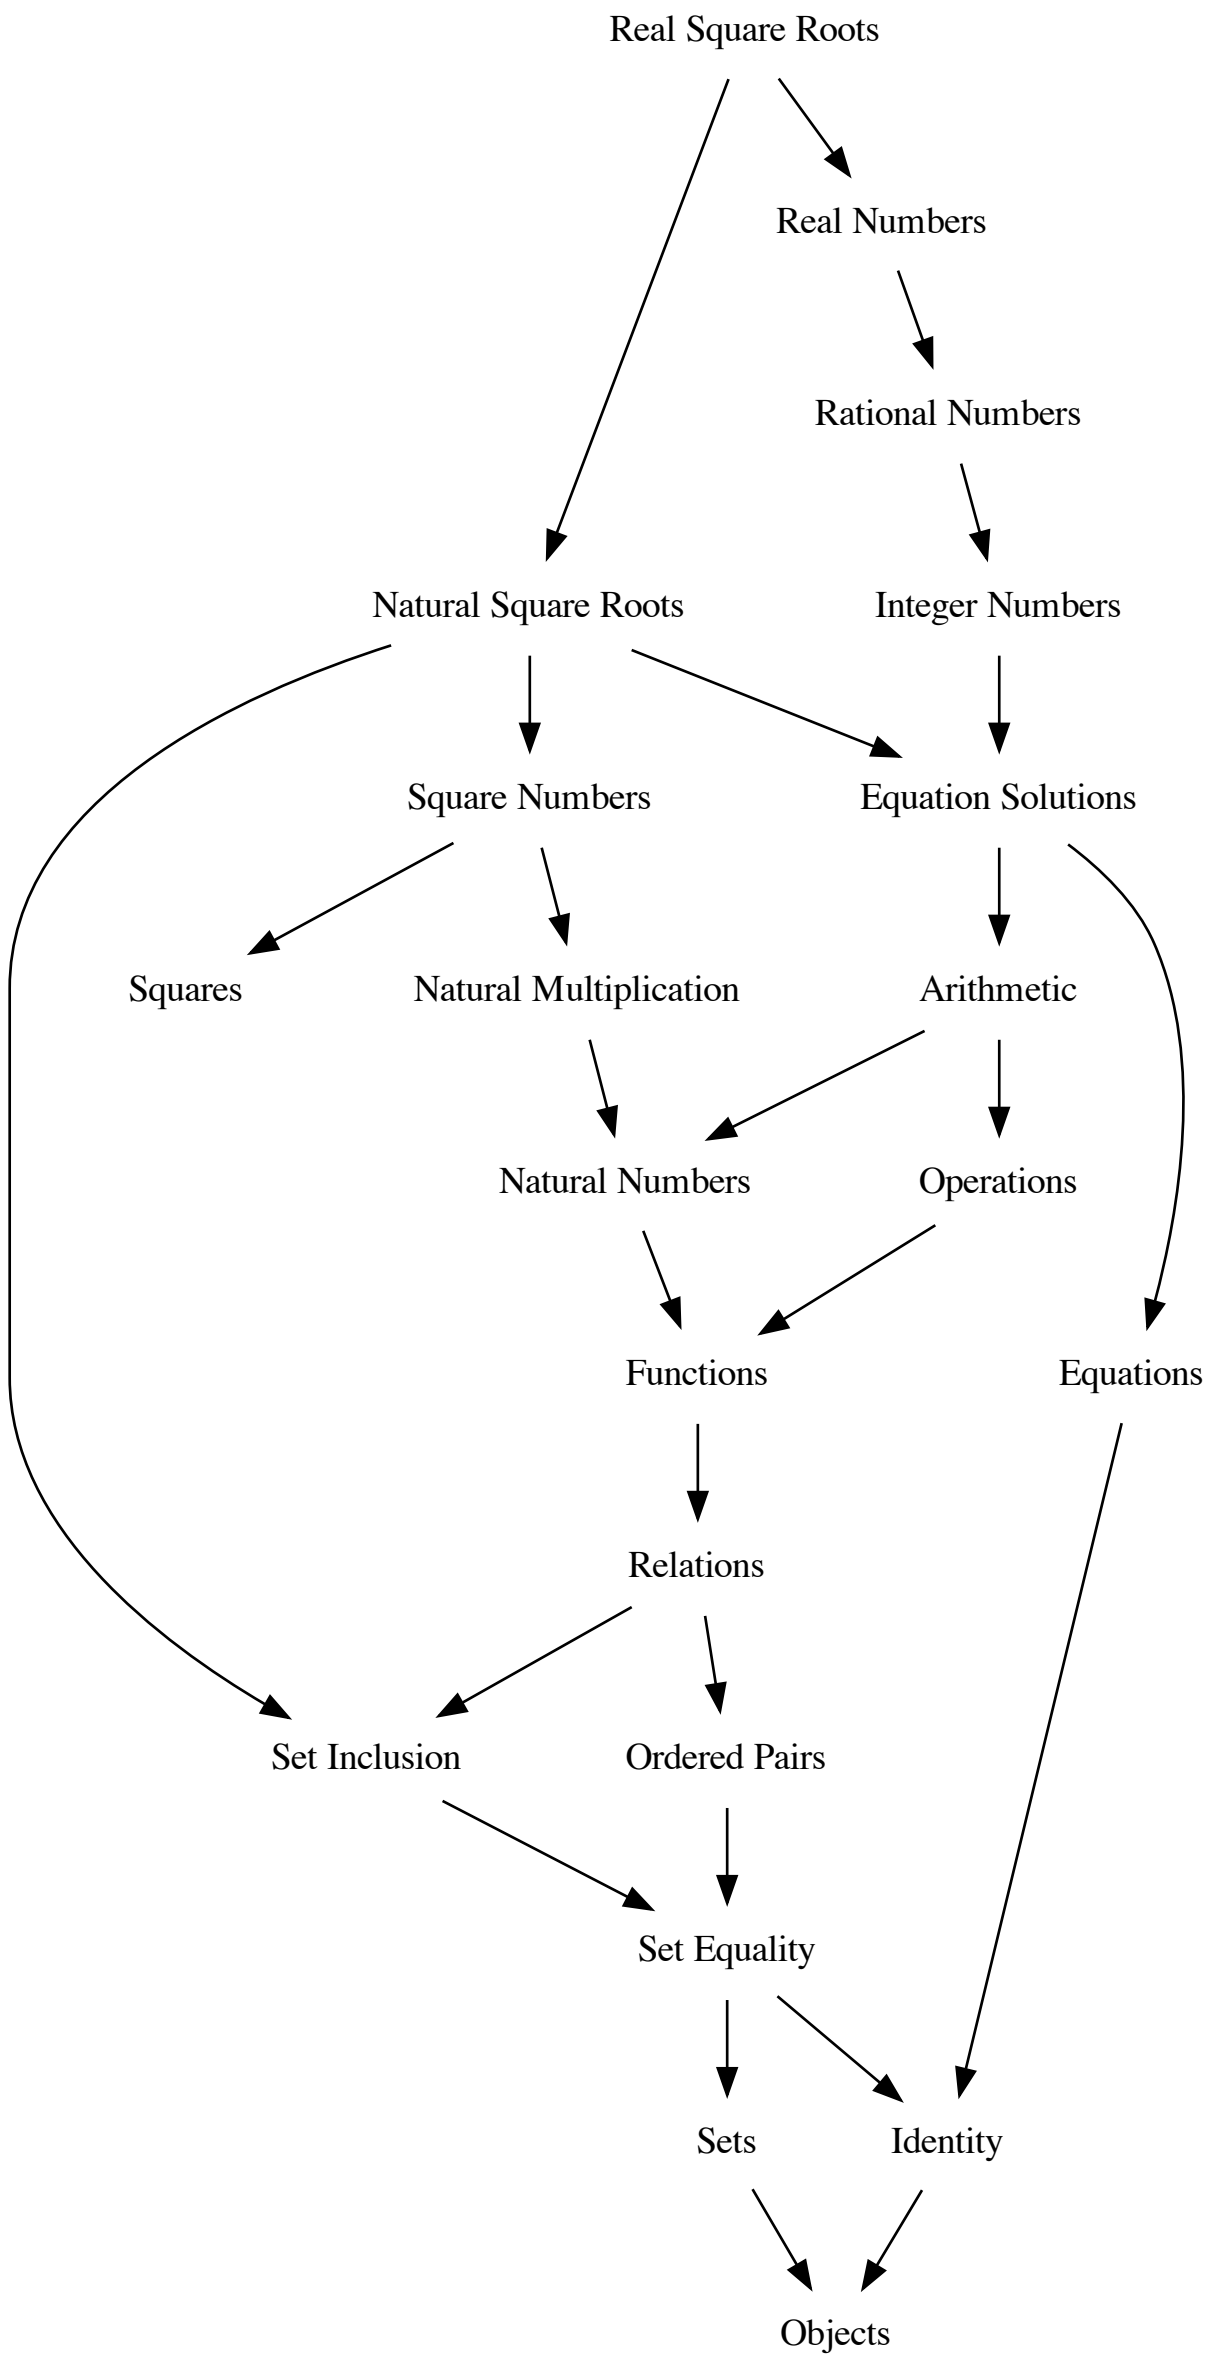 Real Square Roots
Real Numbers
Rational Numbers
Natural Square Roots
Integer Numbers
Square Numbers
Equation Solutions
Squares
Natural Multiplication
Arithmetic
Natural Numbers
Operations
Functions
Equations
Relations
Set Inclusion
Ordered Pairs
Set Equality
Sets
Identity
Objects